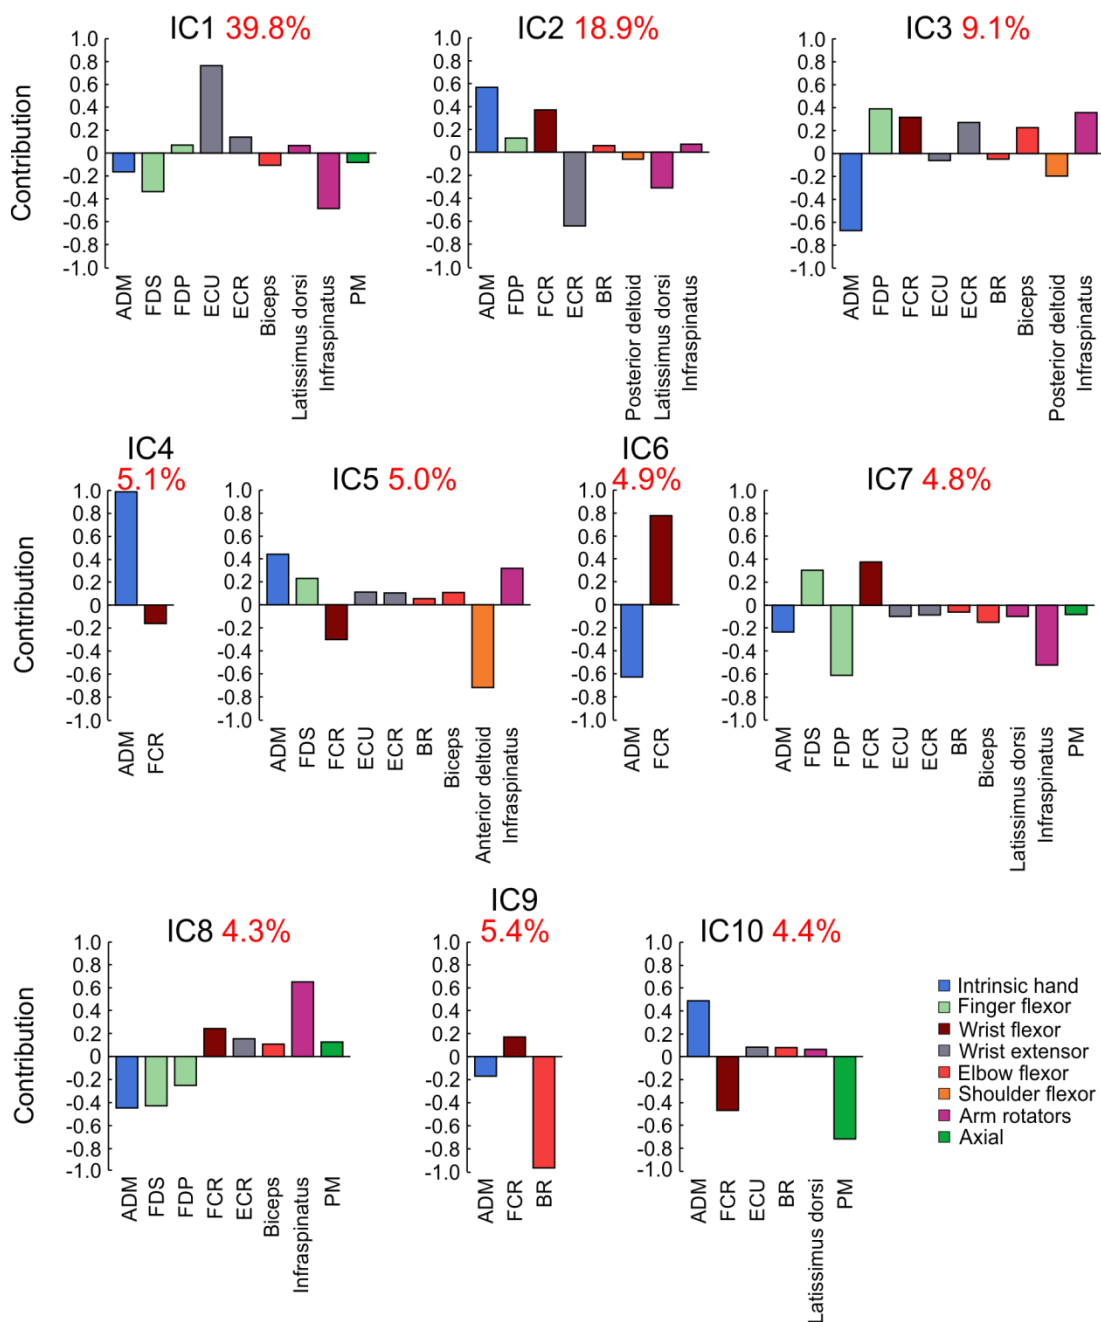 IC1 39.8%
IC2 18.9%
IC3 9.1%
Contribution
1.0
0.8
0.6
0.4
0.2
0
-0.2
-0.4
-0.6
-0.8
-1.0
ADM
FDS
FDP
ECU
ECR
Biceps
Latissimus dorsi
Infraspinatus
PM
1.0
0.8
0.6
0.4
0.2
0
-0.2
-0.4
-0.6
-0.8
-1.0
ADM
FDP
FCR
ECR
BR
Posterior deltoid
Latissimus dorsi
Infraspinatus
1.0
0.8
0.6
0.4
0.2
0
-0.2
-0.4
-0.6
-0.8
-1.0
ADM
FDP
FCR
ECU
ECR
BR
Biceps
Posterior deltoid
Infraspinatus
IC4
5.1%
IC5 5.0%
IC6
4.9%
IC7 4.8%
Contribution
1.0
0.8
0.6
0.4
0.2
0
-0.2
-0.4
-0.6
-0.8
-1.0
ADM
FCR
1.0
0.8
0.6
0.4
0.2
0
-0.2
-0.4
-0.6
-0.8
-1.0
ADM
FDS
FCR
ECU
ECR
BR
Biceps
Anterior deltoid
Infraspinatus
1.0
0.8
0.6
0.4
0.2
0
-0.2
-0.4
-0.6
-0.8
-1.0
ADM
FCR
1.0
0.8
0.6
0.4
0.2
0
-0.2
-0.4
-0.6
-0.8
-1.0
ADM
FDS
FDP
FCR
ECU
ECR
BR
Biceps
Latissimus dorsi
Infraspinatus
PM
IC8 4.3%
IC9
5.4%
IC10 4.4%
Contribution
1.0
0.8
0.6
0.4
0.2
0
-0.2
-0.4
-0.6
-0.8
-1.0
ADM
FDS
FDP
FCR
ECR
Biceps
Infraspinatus
PM
1.0
0.8
0.6
0.4
0.2
0
-0.2
-0.4
-0.6
-0.8
-1.0
ADM
FCR
BR
1.0
0.8
0.6
0.4
0.2
0
-0.2
-0.4
-0.6
-0.8
-1.0
ADM
FCR
ECU
BR
Latissimus dorsi
PM
Intrinsic hand
Finger flexor
Wrist flexor
Wrist extensor
Elbow flexor
Shoulder flexor
Arm rotators
Axial